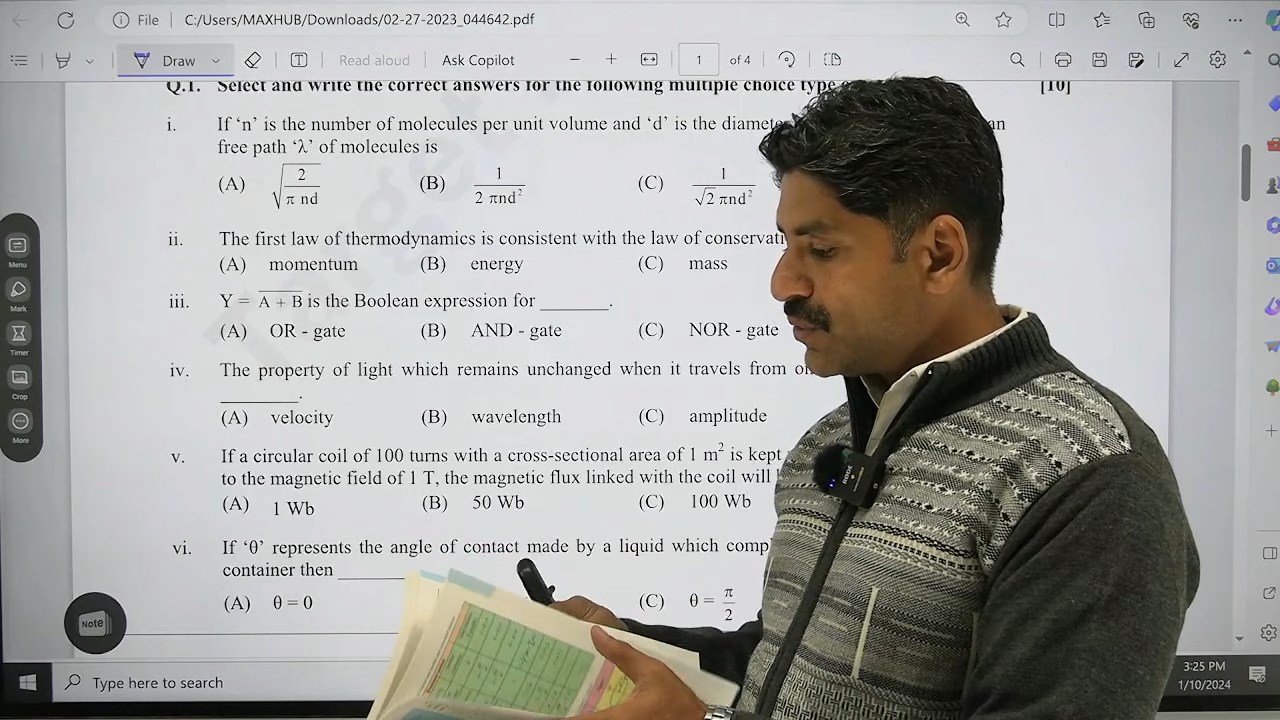 File C:/Users/MAXHUB/Downloads/02-27-2023_044642.pdf
Draw Read aloud Ask Copilot 1 of 4
Q.1. Select and write the correct answers for the following multiple choice type [10]
i. If ‘n’ is the number of molecules per unit volume and ‘d’ is the
free path ‘λ’ of molecules is
(A) √(2/π nd) (B) 1/2 πnd² (C) 1/√2 πnd²
ii. The first law of thermodynamics is consistent with the law of
(A) momentum (B) energy (C) mass
iii. Y = A̅ ̅+̅ ̅B̅ is the Boolean expression for _______.
(A) OR - gate (B) AND - gate (C) NOR - gate
iv. The property of light which remains unchanged when it travels from
________.
(A) velocity (B) wavelength (C) amplitude
v. If a circular coil of 100 turns with a cross-sectional area of 1 m² is kept
to the magnetic field of 1 T, the magnetic flux linked with the coil will
(A) 1 Wb (B) 50 Wb (C) 100 Wb
vi. If ‘θ’ represents the angle of contact made by a liquid which
container then _______
(A) θ = 0 (C) θ = π/2
Menu
Mark
Timer
Crop
More
Note
RODE
Type here to search
3:25 PM
1/10/2024